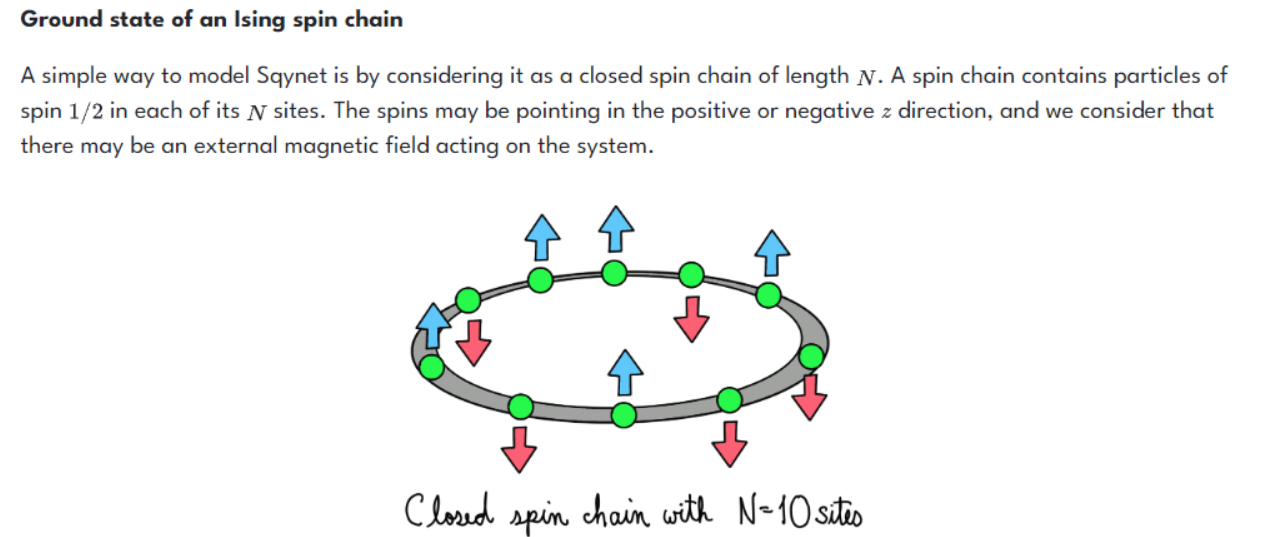 Ground state of an Ising spin chain
A simple way to model Sqynet is by considering it as a closed spin chain of length N. A spin chain contains particles of
spin 1/2 in each of its N sites. The spins may be pointing in the positive or negative z direction, and we consider that
there may be an external magnetic field acting on the system.
Closed spin chain with N=10 sites